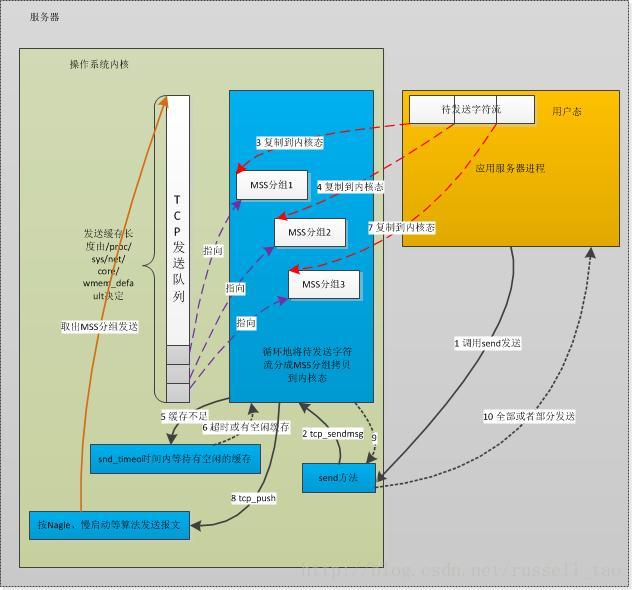 服务器
操作系统内核
待发送字符流
用户态
应用服务器进程
3 复制到内核态
MSS分组1
4 复制到内核态
TCP发送队列
MSS分组2
7 复制到内核态
发送缓存长
度由/proc/
sys/net/
core/
wmem_defa
ult决定
指向
指向
MSS分组3
指向
取出MSS分组发送
循环地将待发送字符
流分成MSS分组拷贝
到内核态
1 调用send发送
5 缓存不足
6 超时或有空闲缓存
2 tcp_sendmsg
9
10 全部或者部分发送
snd_timeo时间内等待有空闲的缓存
send方法
8 tcp_push
按Nagle、慢启动等算法发送报文
http://blog.csdn.net/russell_tao